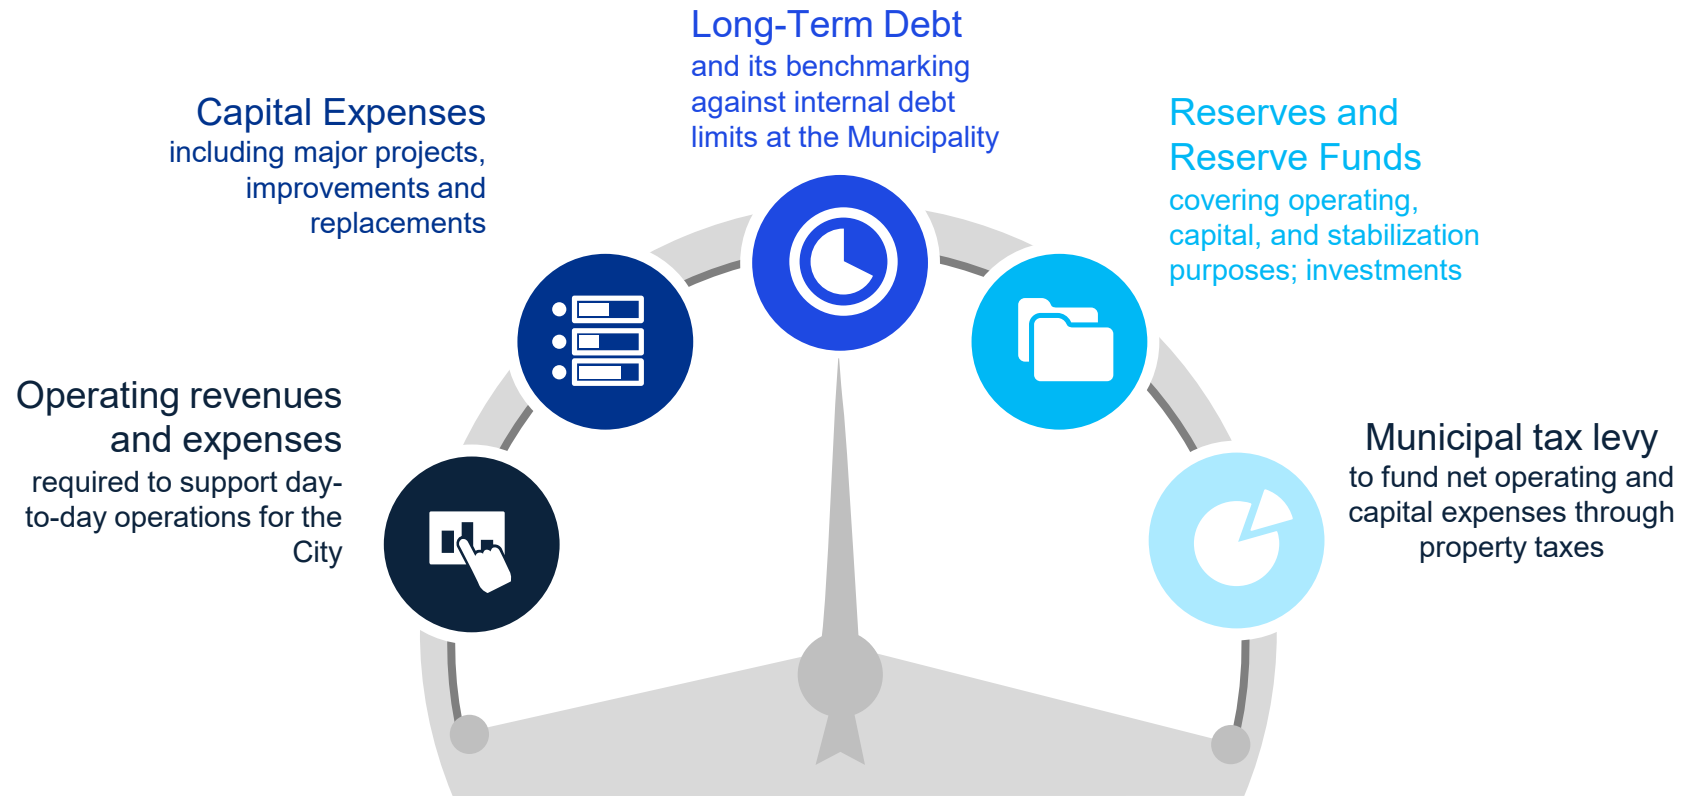 Operating revenues
and expenses
required to support day-
to-day operations for the
City
Capital Expenses
including major projects,
improvements and
replacements
Long-Term Debt
and its benchmarking
against internal debt
limits at the Municipality
Reserves and
Reserve Funds
covering operating,
capital, and stabilization
purposes; investments
Municipal tax levy
to fund net operating and
capital expenses through
property taxes